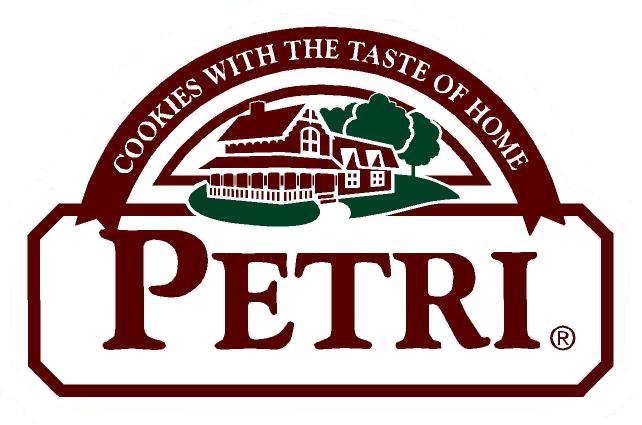 COOKIES WITH THE TASTE OF HOME
PETRI ®